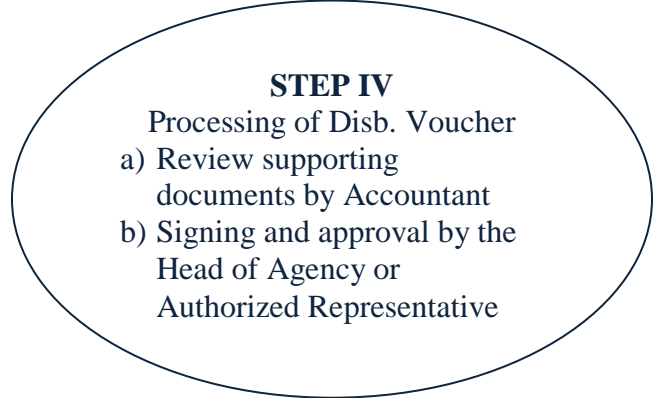 STEP IV
Processing of Disb. Voucher
a) Review supporting
documents by Accountant
b) Signing and approval by the
Head of Agency or
Authorized Representative